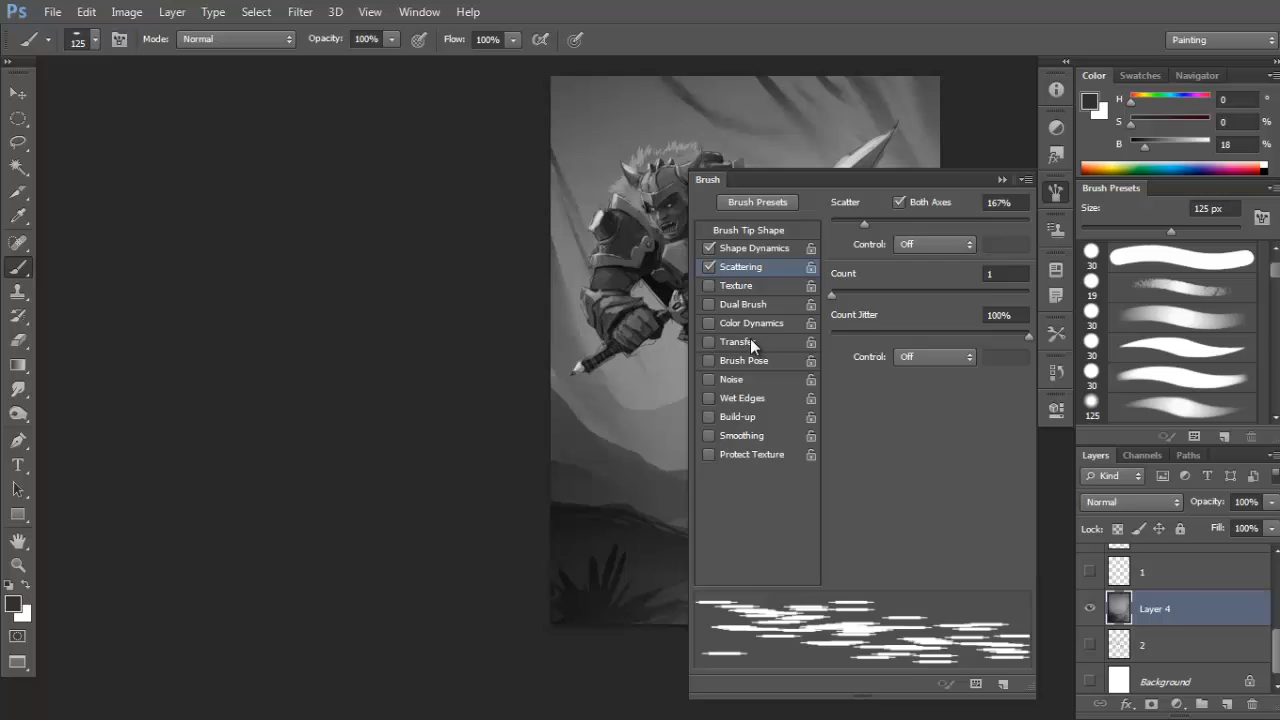 Ps File Edit Image Layer Type Select Filter 3D View Window Help
125 Mode: Normal Opacity: 100% Flow: 100% Painting
Color Swatches Navigator
H 0 °
S 0 %
B 18 %
Brush
Brush Presets
Brush Tip Shape
Shape Dynamics
Scattering
Texture
Dual Brush
Color Dynamics
Transfer
Brush Pose
Noise
Wet Edges
Build-up
Smoothing
Protect Texture
Scatter Both Axes 167%
Control: Off
Count 1
Count Jitter 100%
Control: Off
Brush Presets
Size: 125 px
30
19
30
30
30
125
Layers Channels Paths
Kind
Normal Opacity: 100%
Lock: Fill: 100%
1
Layer 4
2
Background
fx